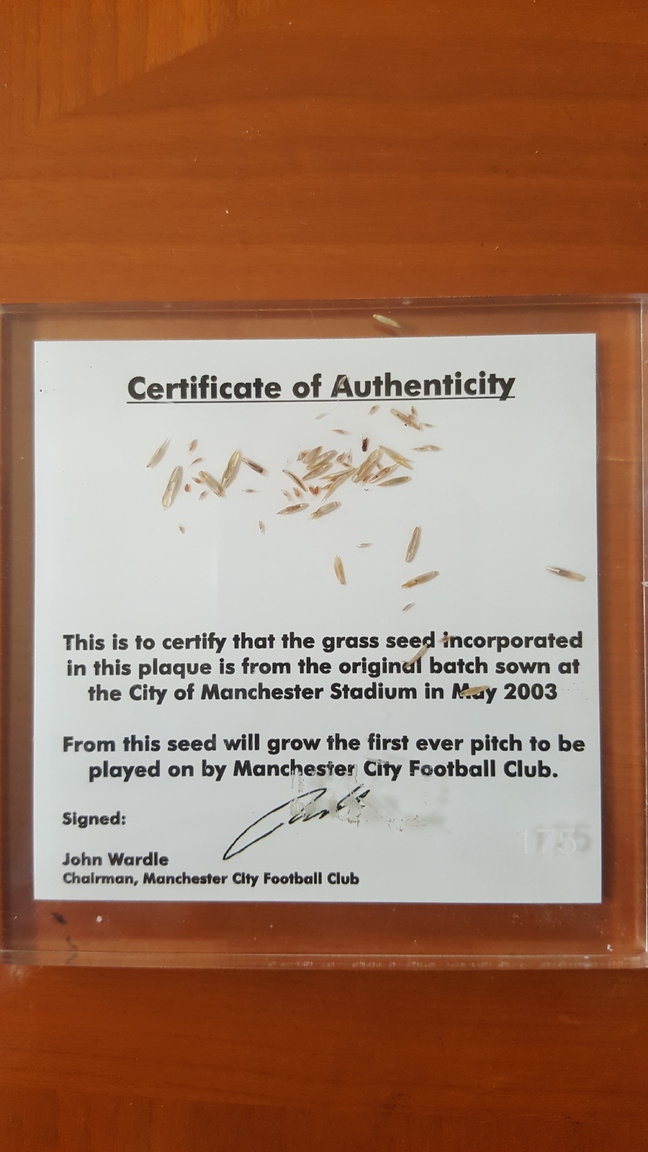 Certificate of Authenticity
This is to certify that the grass seed incorporated
in this plaque is from the original batch sown at
the City of Manchester Stadium in May 2003
From this seed will grow the first ever pitch to be
played on by Manchester City Football Club.
Signed:
John Wardle
Chairman, Manchester City Football Club